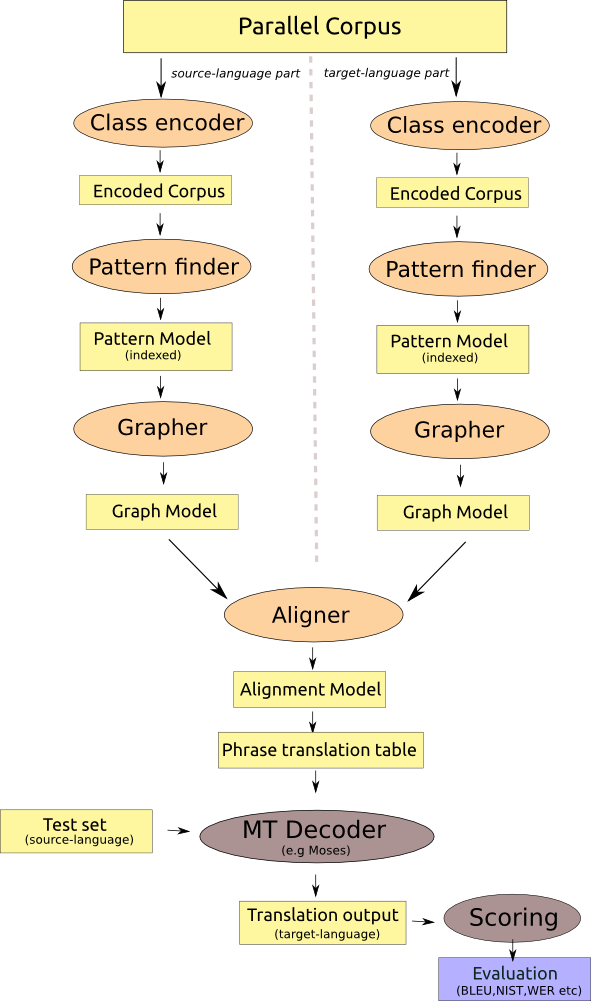 Parallel Corpus
source-language part
target-language part
Class encoder
Class encoder
Encoded Corpus
Encoded Corpus
Pattern finder
Pattern finder
Pattern Model
(indexed)
Pattern Model
(indexed)
Grapher
Grapher
Graph Model
Graph Model
Aligner
Alignment Model
Phrase translation table
Test set
(source-language)
MT Decoder
(e.g Moses)
Translation output
(target-language)
Scoring
Evaluation
(BLEU,NIST,WER etc)